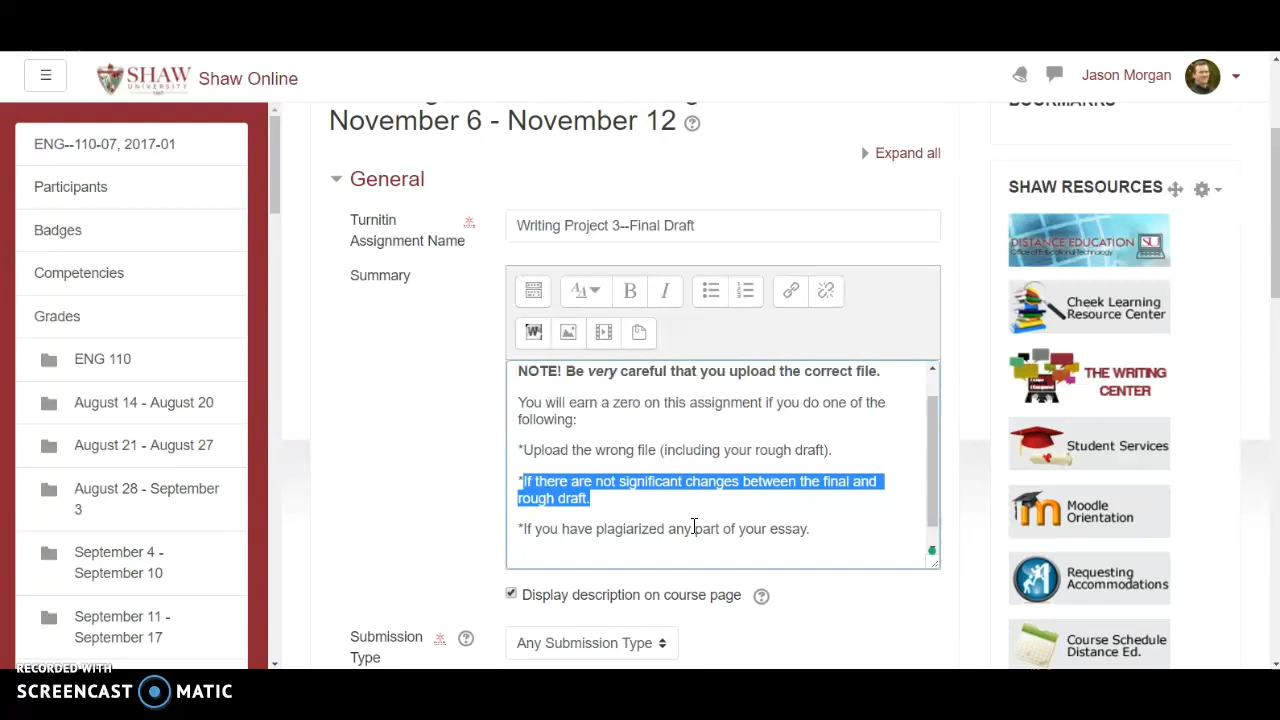 SHAW
UNIVERSITY
Shaw Online
Jason Morgan
ENG--110-07, 2017-01
Participants
Badges
Competencies
Grades
ENG 110
August 14 - August 20
August 21 - August 27
August 28 - September
3
September 4 -
September 10
September 11 -
September 17
November 6 - November 12
Expall all
General
Turnitin
Assignment Name
Writing Project 3--Final Draft
Summary
NOTE! Be very careful that you upload the correct file.
You will earn a zero on this assignment if you do one of the
following:
*Upload the wrong file (including your rough draft).
*If there are not significant changes between the final and
rough draft.
*If you have plagiarized any part of your essay.
Display description on course page
Submission
Type
Any Submission Type
BOOKMARKS
SHAW RESOURCES
DISTANCE EDUCATION
Office of Educational Technology
Cheek Learning
Resource Center
THE WRITING
CENTER
Student Services
Moodle
Orientation
Requesting
Accommodations
Course Schedule
Distance Ed.
RECORDED WITH
SCREENCAST MATIC